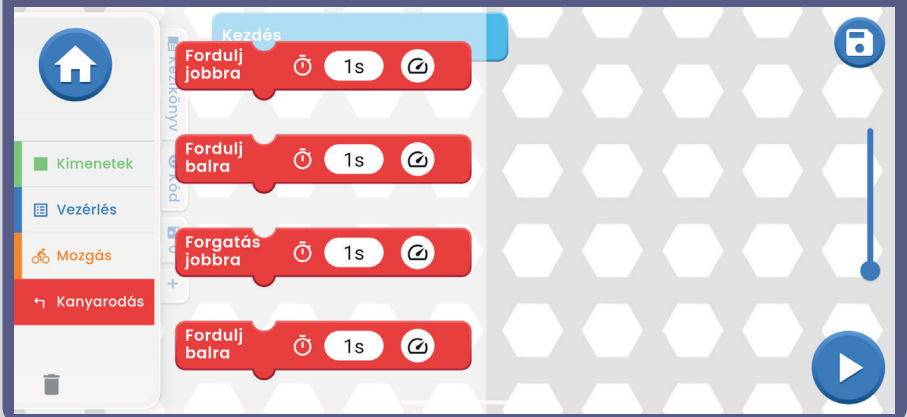 Kezdés
Kézikönyv
Kód
Kimenetek
Vezérlés
Mozgás
Kanyarodás
Fordulj
jobbra
1s
Fordulj
balra
1s
Forgatás
jobbra
1s
Fordulj
balra
1s
+